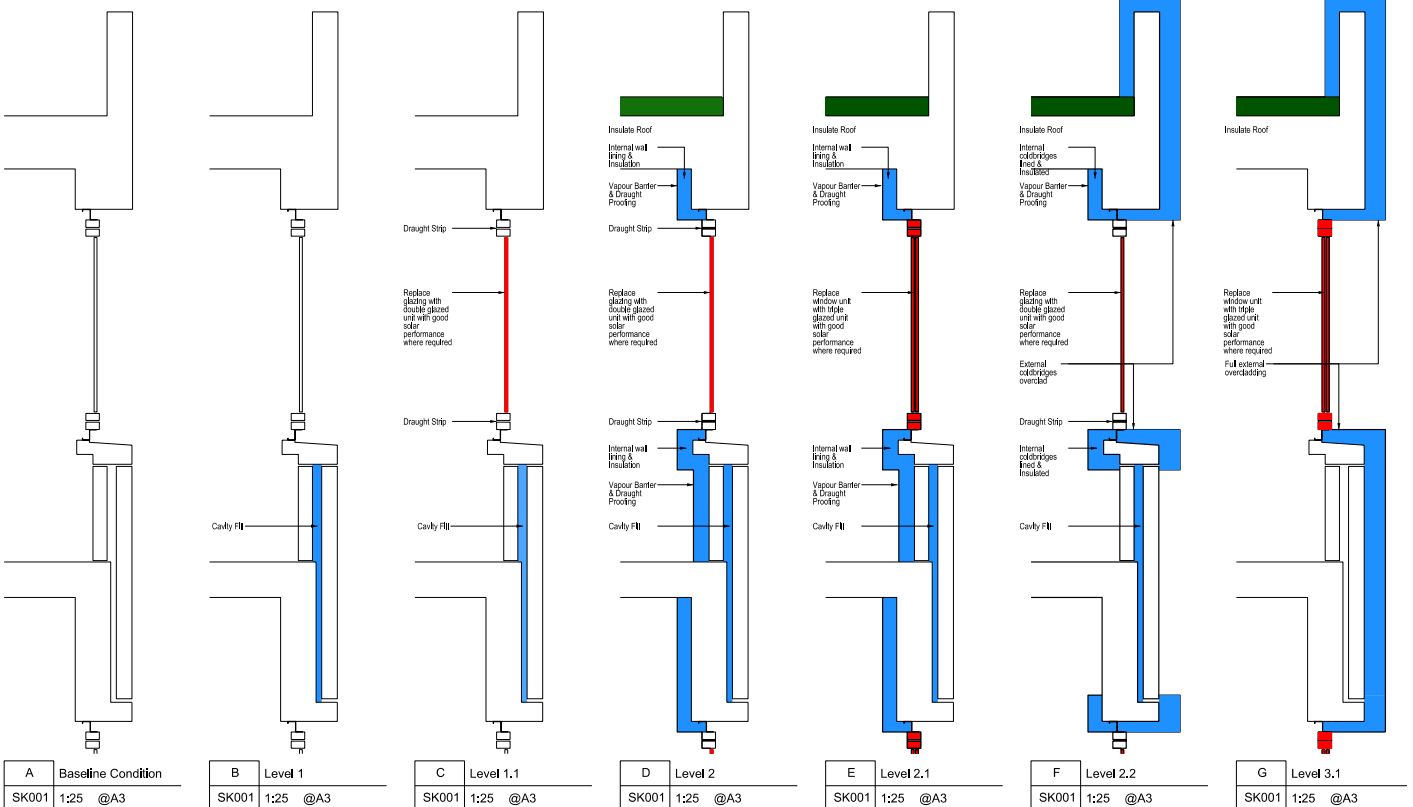 Draught Strip
Replace
glazing with
double glazed
unit with good
solar
performance
where required
Draught Strip
Insulate Roof
Internal wall
lining &
Insulation
Vapour Barrier
& Draught
Proofing
Draught Strip
Replace
glazing with
double glazed
unit with good
solar
performance
where required
Draught Strip
Internal wall
lining &
Insulation
Vapour Barrier
& Draught
Proofing
Cavity Fill
Insulate Roof
Internal wall
lining &
Insulation
Vapour Barrier
& Draught
Proofing
Replace
window unit
with triple
glazed unit
with good
solar
performance
where required
Internal wall
lining &
Insulation
Vapour Barrier
& Draught
Proofing
Cavity Fill
Insulate Roof
Internal
coldbridges
lined &
Insulated
Vapour Barrier
& Draught
Proofing
Draught Strip
Replace
glazing with
double glazed
unit with good
solar
performance
where required
External
coldbridges
overclad
Draught Strip
Internal
coldbridges
lined &
Insulated
Cavity Fill
Insulate Roof
Replace
window unit
with triple
glazed unit
with good
solar
performance
where required
Full external
overcladding
Cavity Fill
Cavity Fill
A Baseline Condition
SK001 1:25 @A3
B Level 1
SK001 1:25 @A3
C Level 1.1
SK001 1:25 @A3
D Level 2
SK001 1:25 @A3
E Level 2.1
SK001 1:25 @A3
F Level 2.2
SK001 1:25 @A3
G Level 3.1
SK001 1:25 @A3